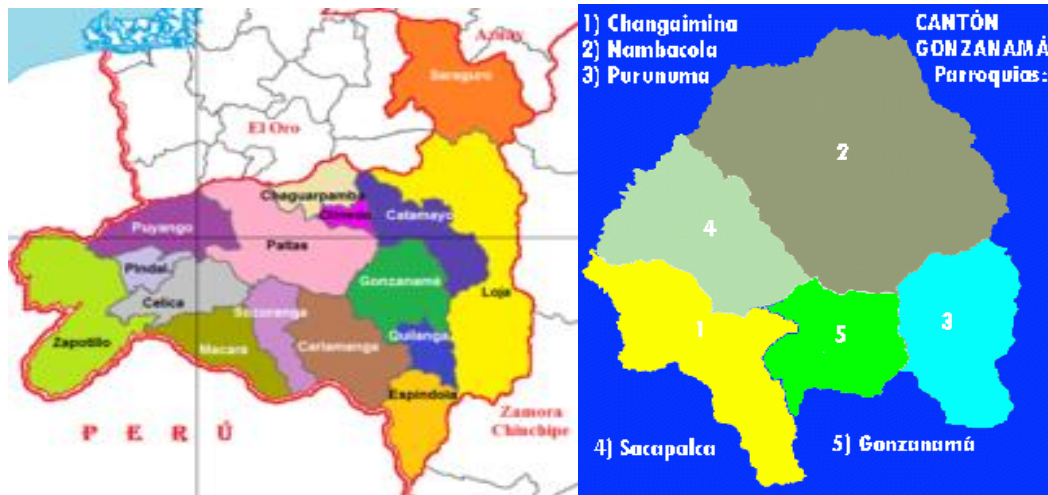 Azuay
Saraguro
El Oro
Chaguarpamba
Olmedo
Catamayo
Puyango
Paltas
Pindal
Gonzanamá
Celica
Loja
Sozoranga
Zapotillo
Macará
Cariamanga
Quilanga
Espindola
Zamora
Chinchipe
P E R Ú
1) Changaimina
2) Nambacola
3) Purunuma
CANTÓN
GONZANAMÁ
Parroquias:
2
4
1
5
3
4) Sacapalca
5) Gonzanamá